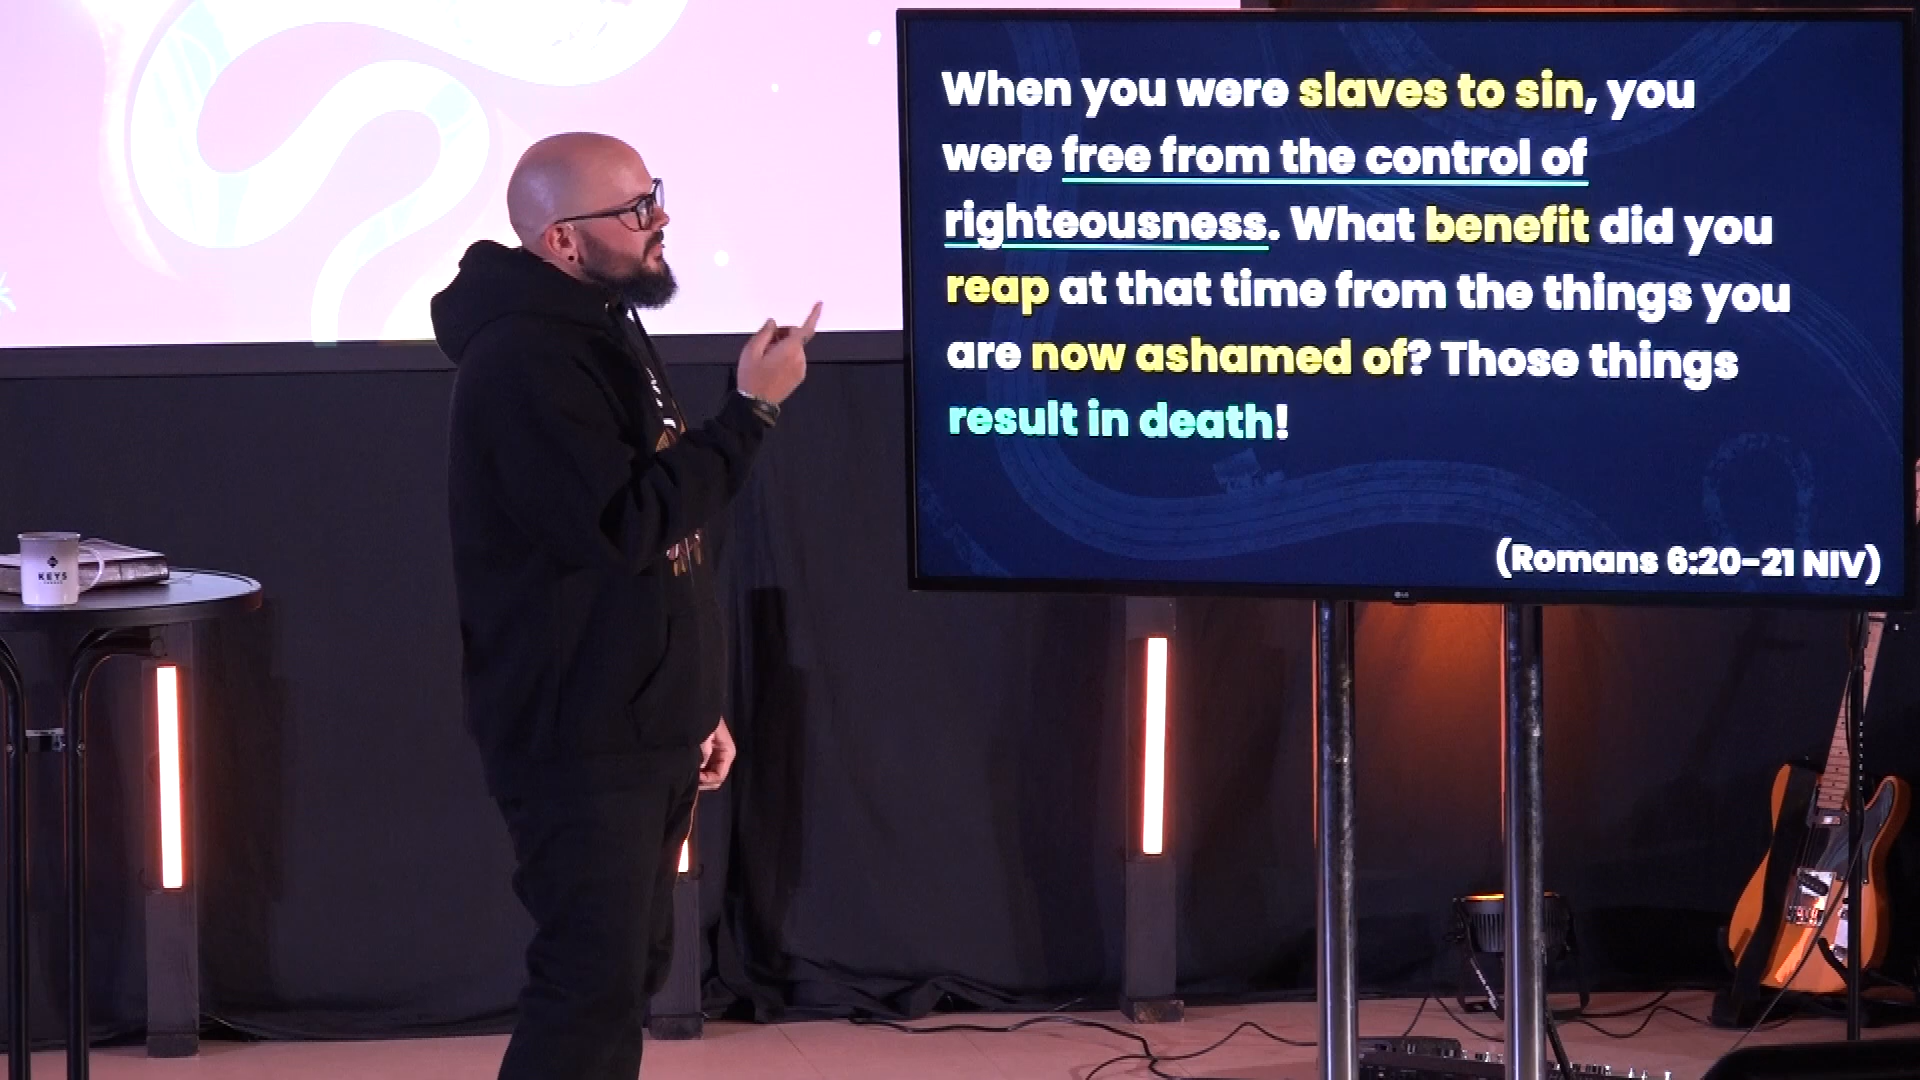 When you were slaves to sin, you
were free from the control of
righteousness. What benefit did you
reap at that time from the things you
are now ashamed of? Those things
result in death!
(Romans 6:20-21 NIV)
LG
KEYS